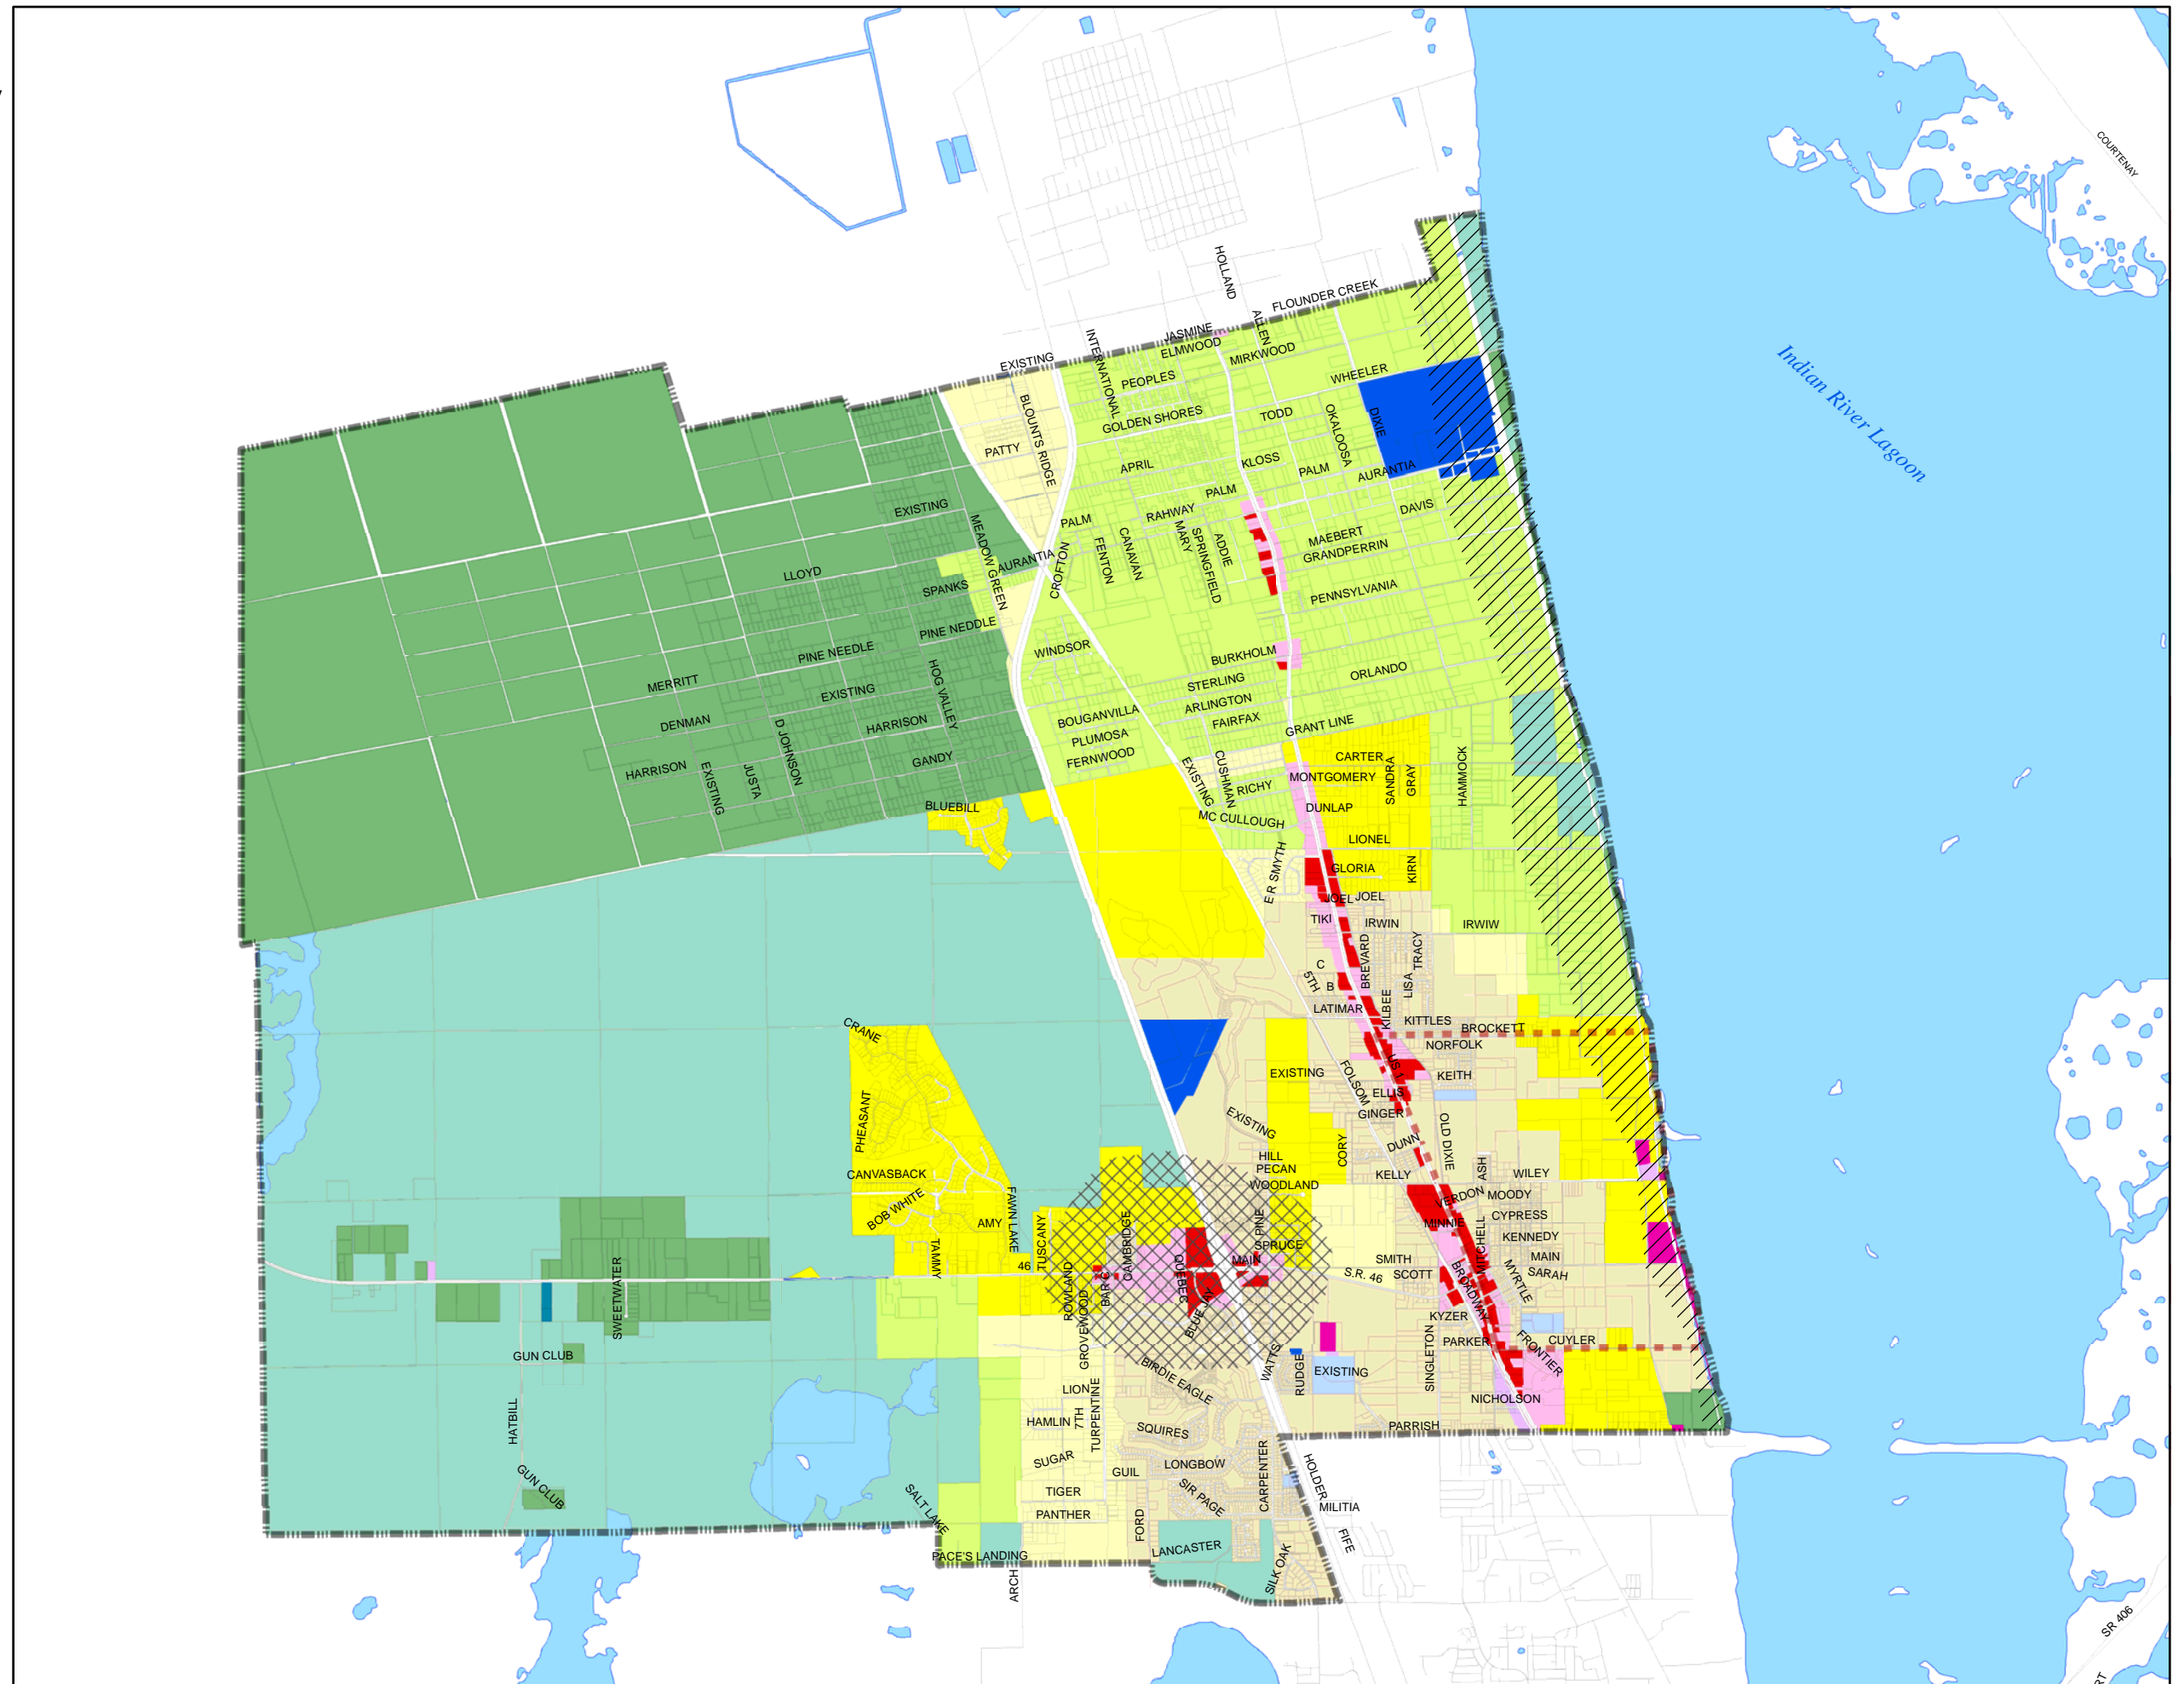 COURTENAY
HOLLAND
FLOUNDER CREEK
ALLEN
JASMINE
ELMWOOD
MIRKWOOD
EXISTING
INTERNATIONAL
PEOPLES
WHEELER
Indian River Lagoon
BLOUNTS RIDGE
GOLDEN SHORES
TODD
OKALOOSA
DIXIE
PATTY
APRIL
KLOSS
PALM
AURANTIA
EXISTING
PALM
RAHWAY
PALM
DAVIS
MEADOW GREEN
AURANTIA
CROFTON
FENTON
CANAVAN
MARY
SPRINGFIELD
ADDIE
MAEBERT
GRANDPERRIN
LLOYD
SPANKS
PENNSYLVANIA
PINE NEDDLE
PINE NEEDLE
WINDSOR
BURKHOLM
ORLANDO
MERRITT
EXISTING
HOG VALLEY
STERLING
ARLINGTON
DENMAN
HARRISON
BOUGANVILLA
FAIRFAX
GRANT LINE
D JOHNSON
PLUMOSA
HARRISON
EXISTING
JUSTA
GANDY
FERNWOOD
EXISTING
CUSHMAN
RICHY
CARTER
MONTGOMERY
SANDRA
GRAY
HAMMOCK
BLUEBILL
MC CULLOUGH
DUNLAP
LIONEL
E R SMYTH
GLORIA
KIRN
JOEL
JOEL
TIKI
IRWIN
IRWIW
C
5TH
B
BREVARD
TRACY
LISA
LATIMAR
KILBEE
KITTLES
BROCKETT
CRANE
NORFOLK
US 1
EXISTING
FOLSOM
KEITH
ELLIS
PHEASANT
EXISTING
GINGER
OLD DIXIE
DUNN
CORY
HILL
PECAN
WOODLAND
KELLY
ASH
WILEY
CANVASBACK
BOB WHITE
FAWN LAKE
AMY
TUSCANY
CAMBRIDGE
PINE
VERDON
MOODY
MINNIE
CYPRESS
MITCHELL
KENNEDY
SPRUCE
TAMMY
46
QUEBEC
MAIN
SMITH
MAIN
S.R. 46
SCOTT
BROADWAY
MYRTLE
SARAH
SWEETWATER
ROWLAND
GROVEWOOD
BLUE JAY
KYZER
GUN CLUB
WATTS
RUDGE
SINGLETON
PARKER
FRONTIER
CUYLER
BIRDIE EAGLE
EXISTING
LION
7TH
TURPENTINE
NICHOLSON
HATBILL
HAMLIN
SQUIRES
PARRISH
SUGAR
GUIL
LONGBOW
CARPENTER
HOLDER
GUN CLUB
SALT LAKE
TIGER
SIR PAGE
MILITIA
PANTHER
FORD
FIFE
PACE'S LANDING
LANCASTER
SILK OAK
ARCH
SR 406